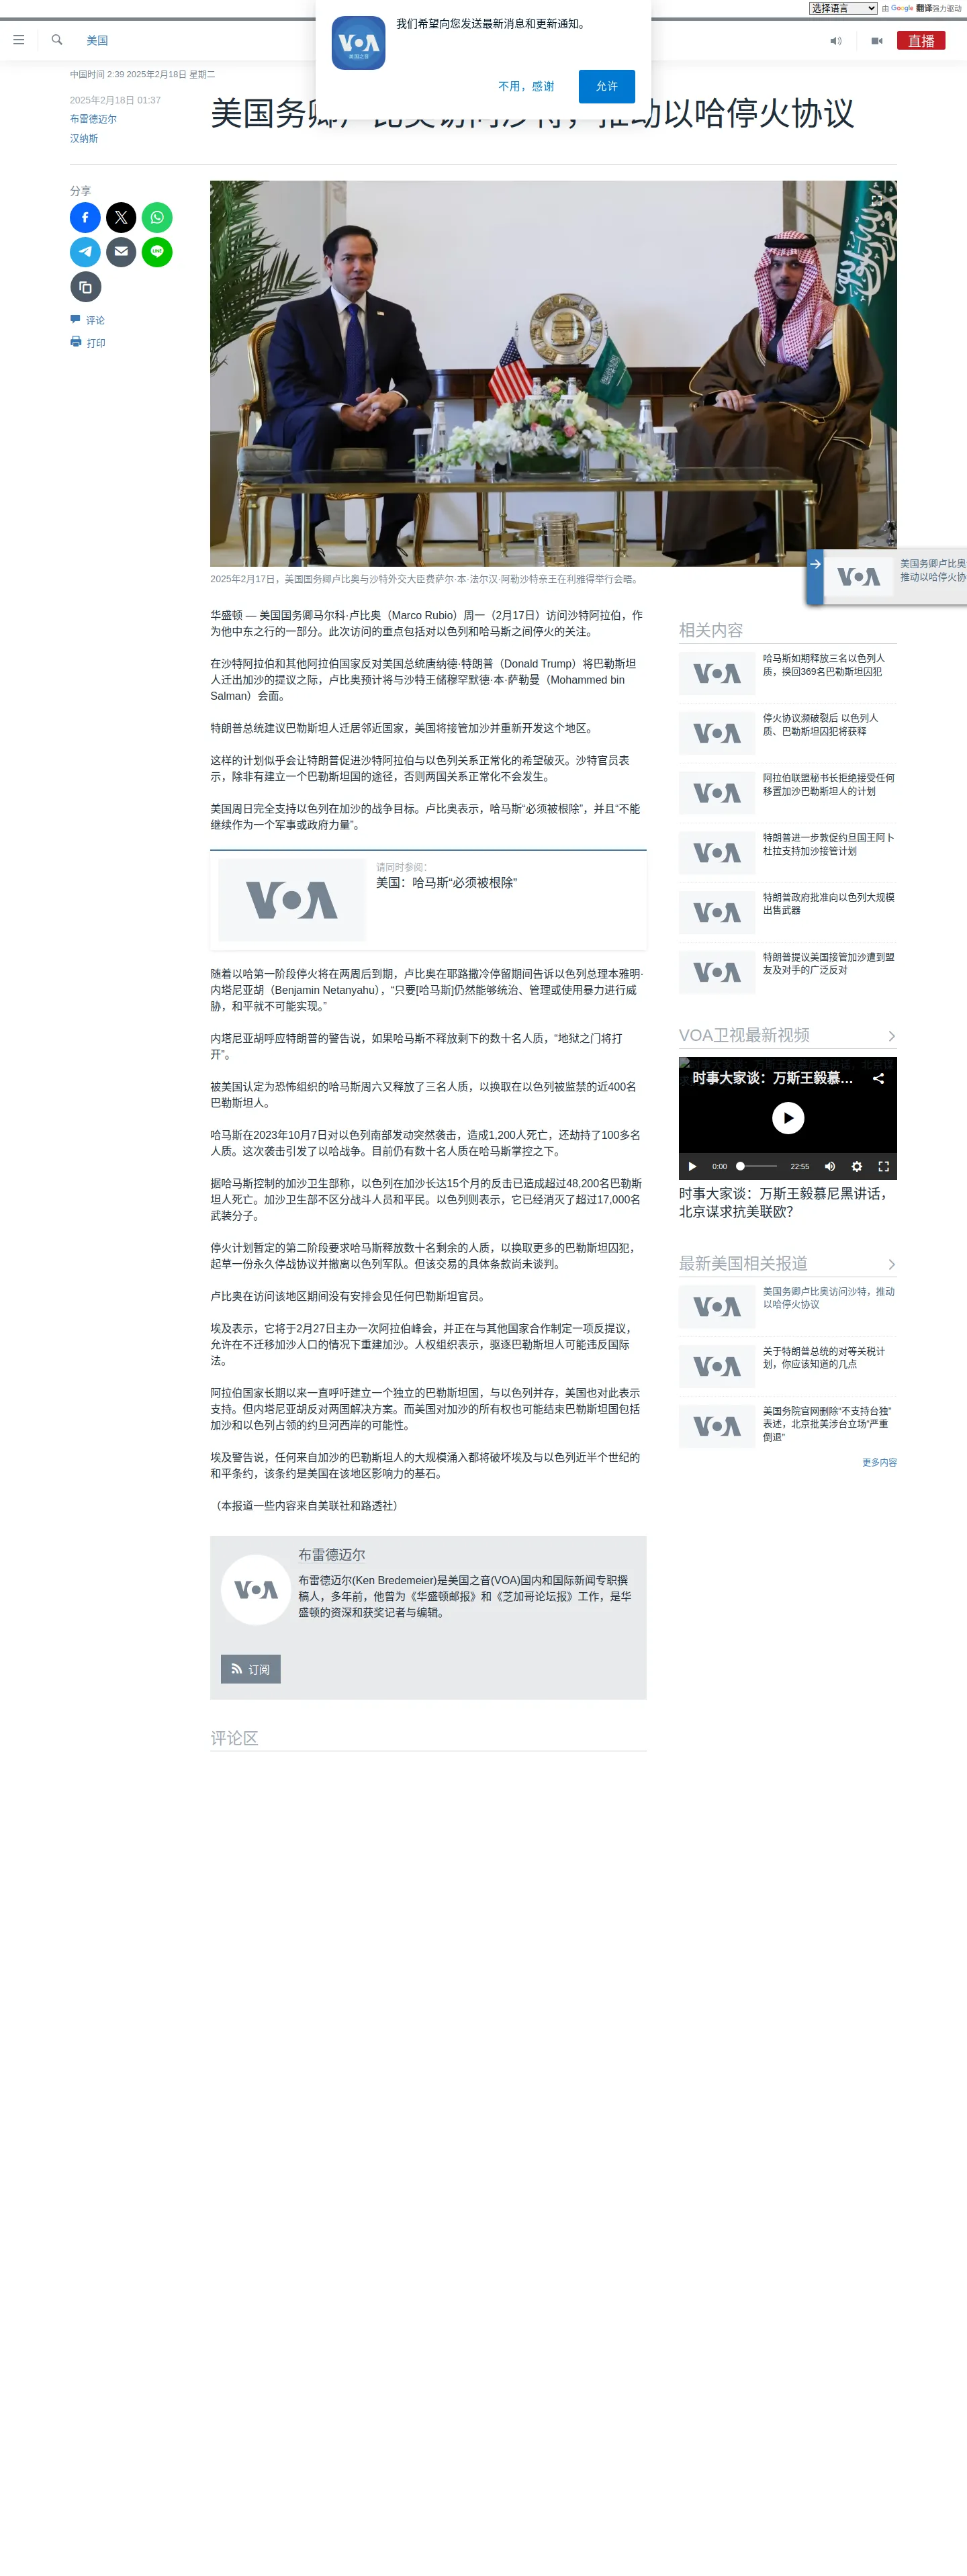 选择语言
由 Google 翻译强力驱动
我们希望向您发送最新消息和更新通知。
VOA
美国之音
不用，感谢
允许
美国
直播
中国时间 2:39 2025年2月18日 星期二
2025年2月18日 01:37
布雷德迈尔
汉纳斯
分享
LINE
评论
打印
2025年2月17日，美国国务卿卢比奥与沙特外交大臣费萨尔·本·法尔汉·阿勒沙特亲王在利雅得举行会晤。
华盛顿 — 美国国务卿马尔科·卢比奥（Marco Rubio）周一（2月17日）访问沙特阿拉伯，作
为他中东之行的一部分。此次访问的重点包括对以色列和哈马斯之间停火的关注。
在沙特阿拉伯和其他阿拉伯国家反对美国总统唐纳德·特朗普（Donald Trump）将巴勒斯坦
人迁出加沙的提议之际，卢比奥预计将与沙特王储穆罕默德·本·萨勒曼（Mohammed bin
Salman）会面。
特朗普总统建议巴勒斯坦人迁居邻近国家，美国将接管加沙并重新开发这个地区。
这样的计划似乎会让特朗普促进沙特阿拉伯与以色列关系正常化的希望破灭。沙特官员表
示，除非有建立一个巴勒斯坦国的途径，否则两国关系正常化不会发生。
美国周日完全支持以色列在加沙的战争目标。卢比奥表示，哈马斯“必须被根除”，并且“不能
继续作为一个军事或政府力量”。
VOA
请同时参阅：
美国：哈马斯“必须被根除”
随着以哈第一阶段停火将在两周后到期，卢比奥在耶路撒冷停留期间告诉以色列总理本雅明·
内塔尼亚胡（Benjamin Netanyahu），“只要[哈马斯]仍然能够统治、管理或使用暴力进行威
胁，和平就不可能实现。”
内塔尼亚胡呼应特朗普的警告说，如果哈马斯不释放剩下的数十名人质，“地狱之门将打
开”。
被美国认定为恐怖组织的哈马斯周六又释放了三名人质，以换取在以色列被监禁的近400名
巴勒斯坦人。
哈马斯在2023年10月7日对以色列南部发动突然袭击，造成1,200人死亡，还劫持了100多名
人质。这次袭击引发了以哈战争。目前仍有数十名人质在哈马斯掌控之下。
据哈马斯控制的加沙卫生部称，以色列在加沙长达15个月的反击已造成超过48,200名巴勒斯
坦人死亡。加沙卫生部不区分战斗人员和平民。以色列则表示，它已经消灭了超过17,000名
武装分子。
停火计划暂定的第二阶段要求哈马斯释放数十名剩余的人质，以换取更多的巴勒斯坦囚犯，
起草一份永久停战协议并撤离以色列军队。但该交易的具体条款尚未谈判。
卢比奥在访问该地区期间没有安排会见任何巴勒斯坦官员。
埃及表示，它将于2月27日主办一次阿拉伯峰会，并正在与其他国家合作制定一项反提议，
允许在不迁移加沙人口的情况下重建加沙。人权组织表示，驱逐巴勒斯坦人可能违反国际
法。
阿拉伯国家长期以来一直呼吁建立一个独立的巴勒斯坦国，与以色列并存，美国也对此表示
支持。但内塔尼亚胡反对两国解决方案。而美国对加沙的所有权也可能结束巴勒斯坦国包括
加沙和以色列占领的约旦河西岸的可能性。
埃及警告说，任何来自加沙的巴勒斯坦人的大规模涌入都将破坏埃及与以色列近半个世纪的
和平条约，该条约是美国在该地区影响力的基石。
（本报道一些内容来自美联社和路透社）
VOA
布雷德迈尔
布雷德迈尔(Ken Bredemeier)是美国之音(VOA)国内和国际新闻专职撰
稿人，多年前，他曾为《华盛顿邮报》和《芝加哥论坛报》工作，是华
盛顿的资深和获奖记者与编辑。
订阅
评论区
VOA
美国务卿卢比奥
推动以哈停火协
相关内容
VOA
哈马斯如期释放三名以色列人
质，换回369名巴勒斯坦囚犯
VOA
停火协议濒破裂后 以色列人
质、巴勒斯坦囚犯将获释
VOA
阿拉伯联盟秘书长拒绝接受任何
移置加沙巴勒斯坦人的计划
VOA
特朗普进一步敦促约旦国王阿卜
杜拉支持加沙接管计划
VOA
特朗普政府批准向以色列大规模
出售武器
VOA
特朗普提议美国接管加沙遭到盟
友及对手的广泛反对
VOA卫视最新视频
时事大家谈：万斯王毅慕…
0:00
22:55
时事大家谈：万斯王毅慕尼黑讲话，
北京谋求抗美联欧？
最新美国相关报道
VOA
美国务卿卢比奥访问沙特，推动
以哈停火协议
VOA
关于特朗普总统的对等关税计
划，你应该知道的几点
VOA
美国务院官网删除“不支持台独”
表述，北京批美涉台立场“严重
倒退”
更多内容